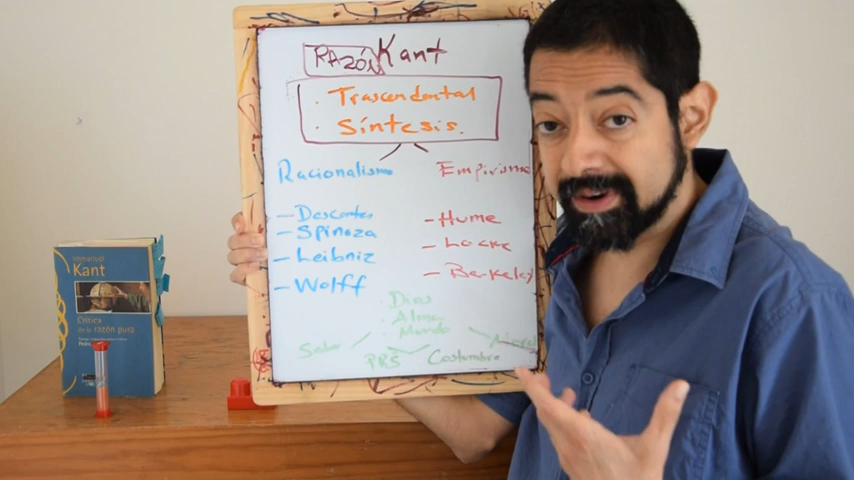 RAZÓN Kant
· Trascendental
· Síntesis.
Racionalismo
Empirismo
- Descartes
- Spinoza
- Leibniz
- Wolff
- Hume
- Locke
- Berkeley
· Dios
· Alma
· Mundo
PRS
Costumbre
Immanuel
Kant
Crítica
de la razón pura